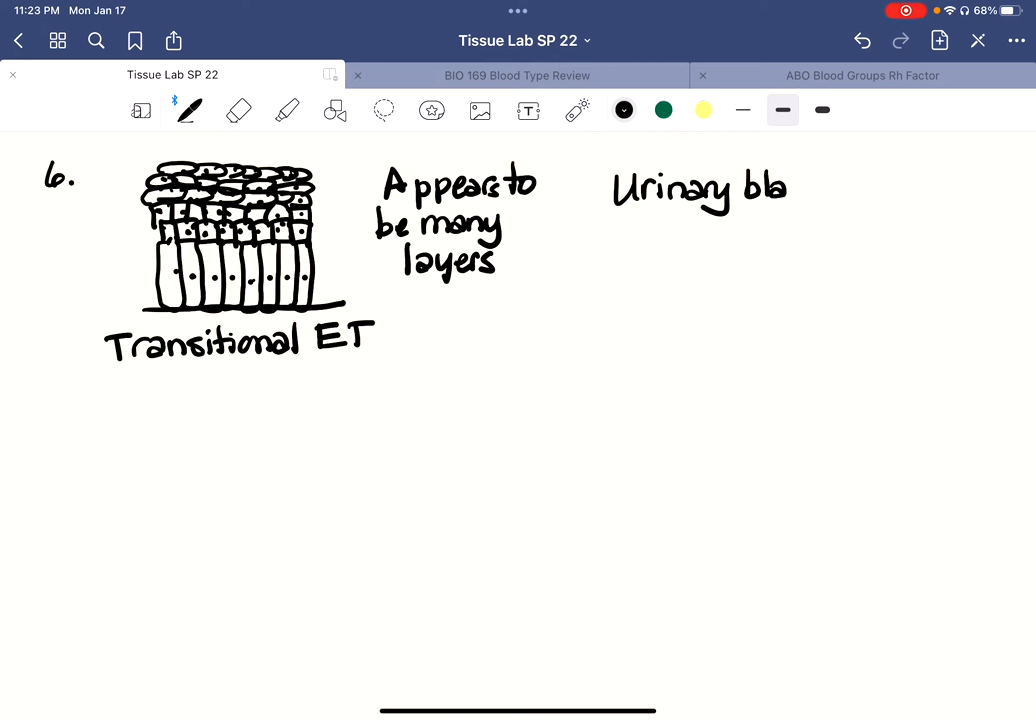 11:23 PM Mon Jan 17
68%
Tissue Lab SP 22
Tissue Lab SP 22
BIO 169 Blood Type Review
ABO Blood Groups Rh Factor
T
6.
Appears to
be many
layers
Urinary bla
Transitional ET